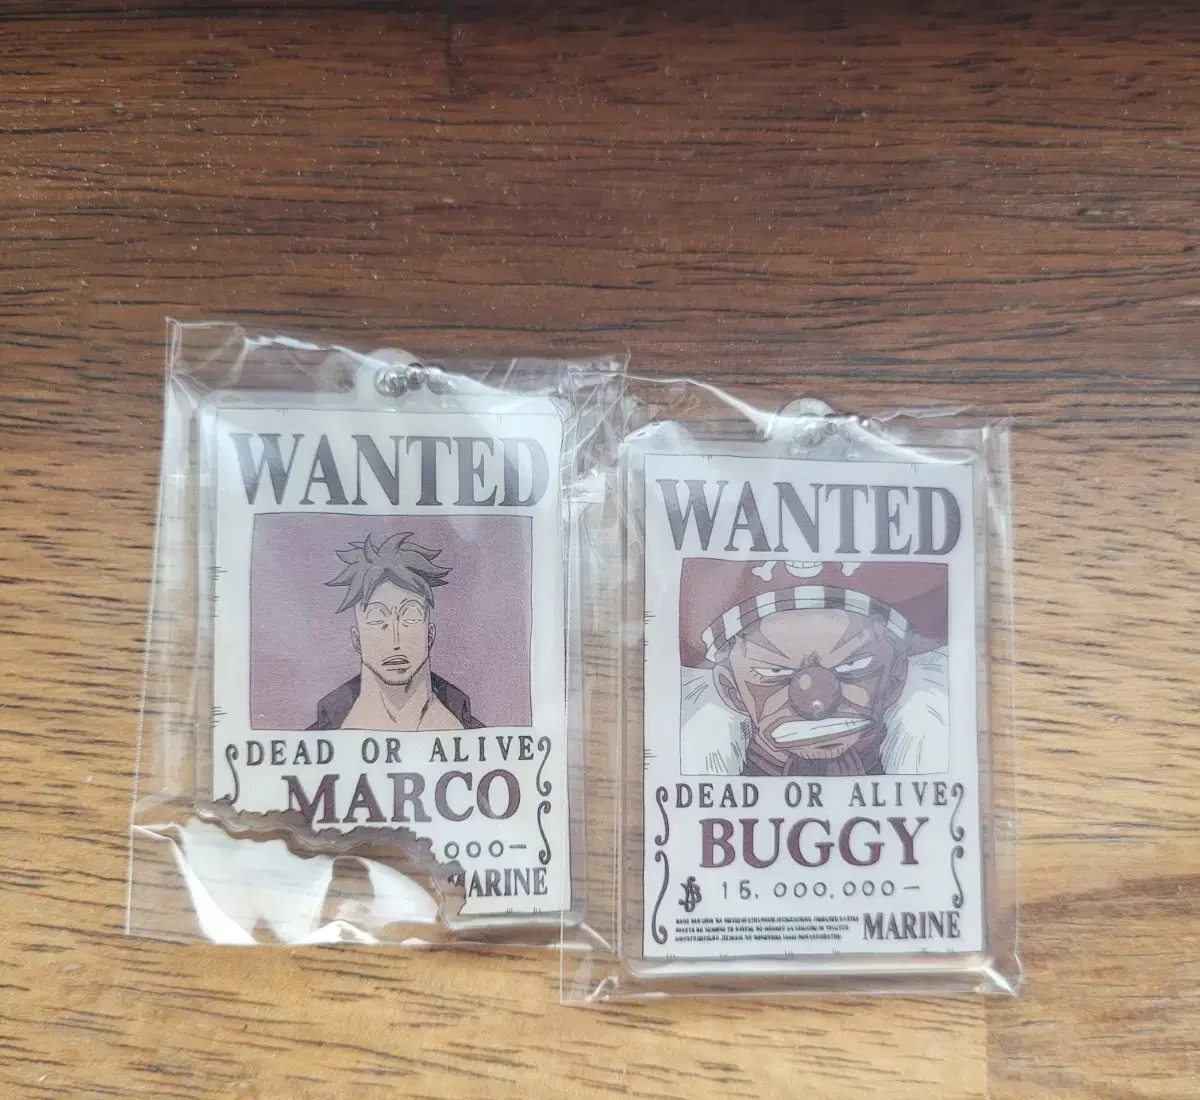 WANTED
DEAD OR ALIVE
MARCO
,000-
MARINE
WANTED
DEAD OR ALIVE
BUGGY
15,000,000-
MARINE